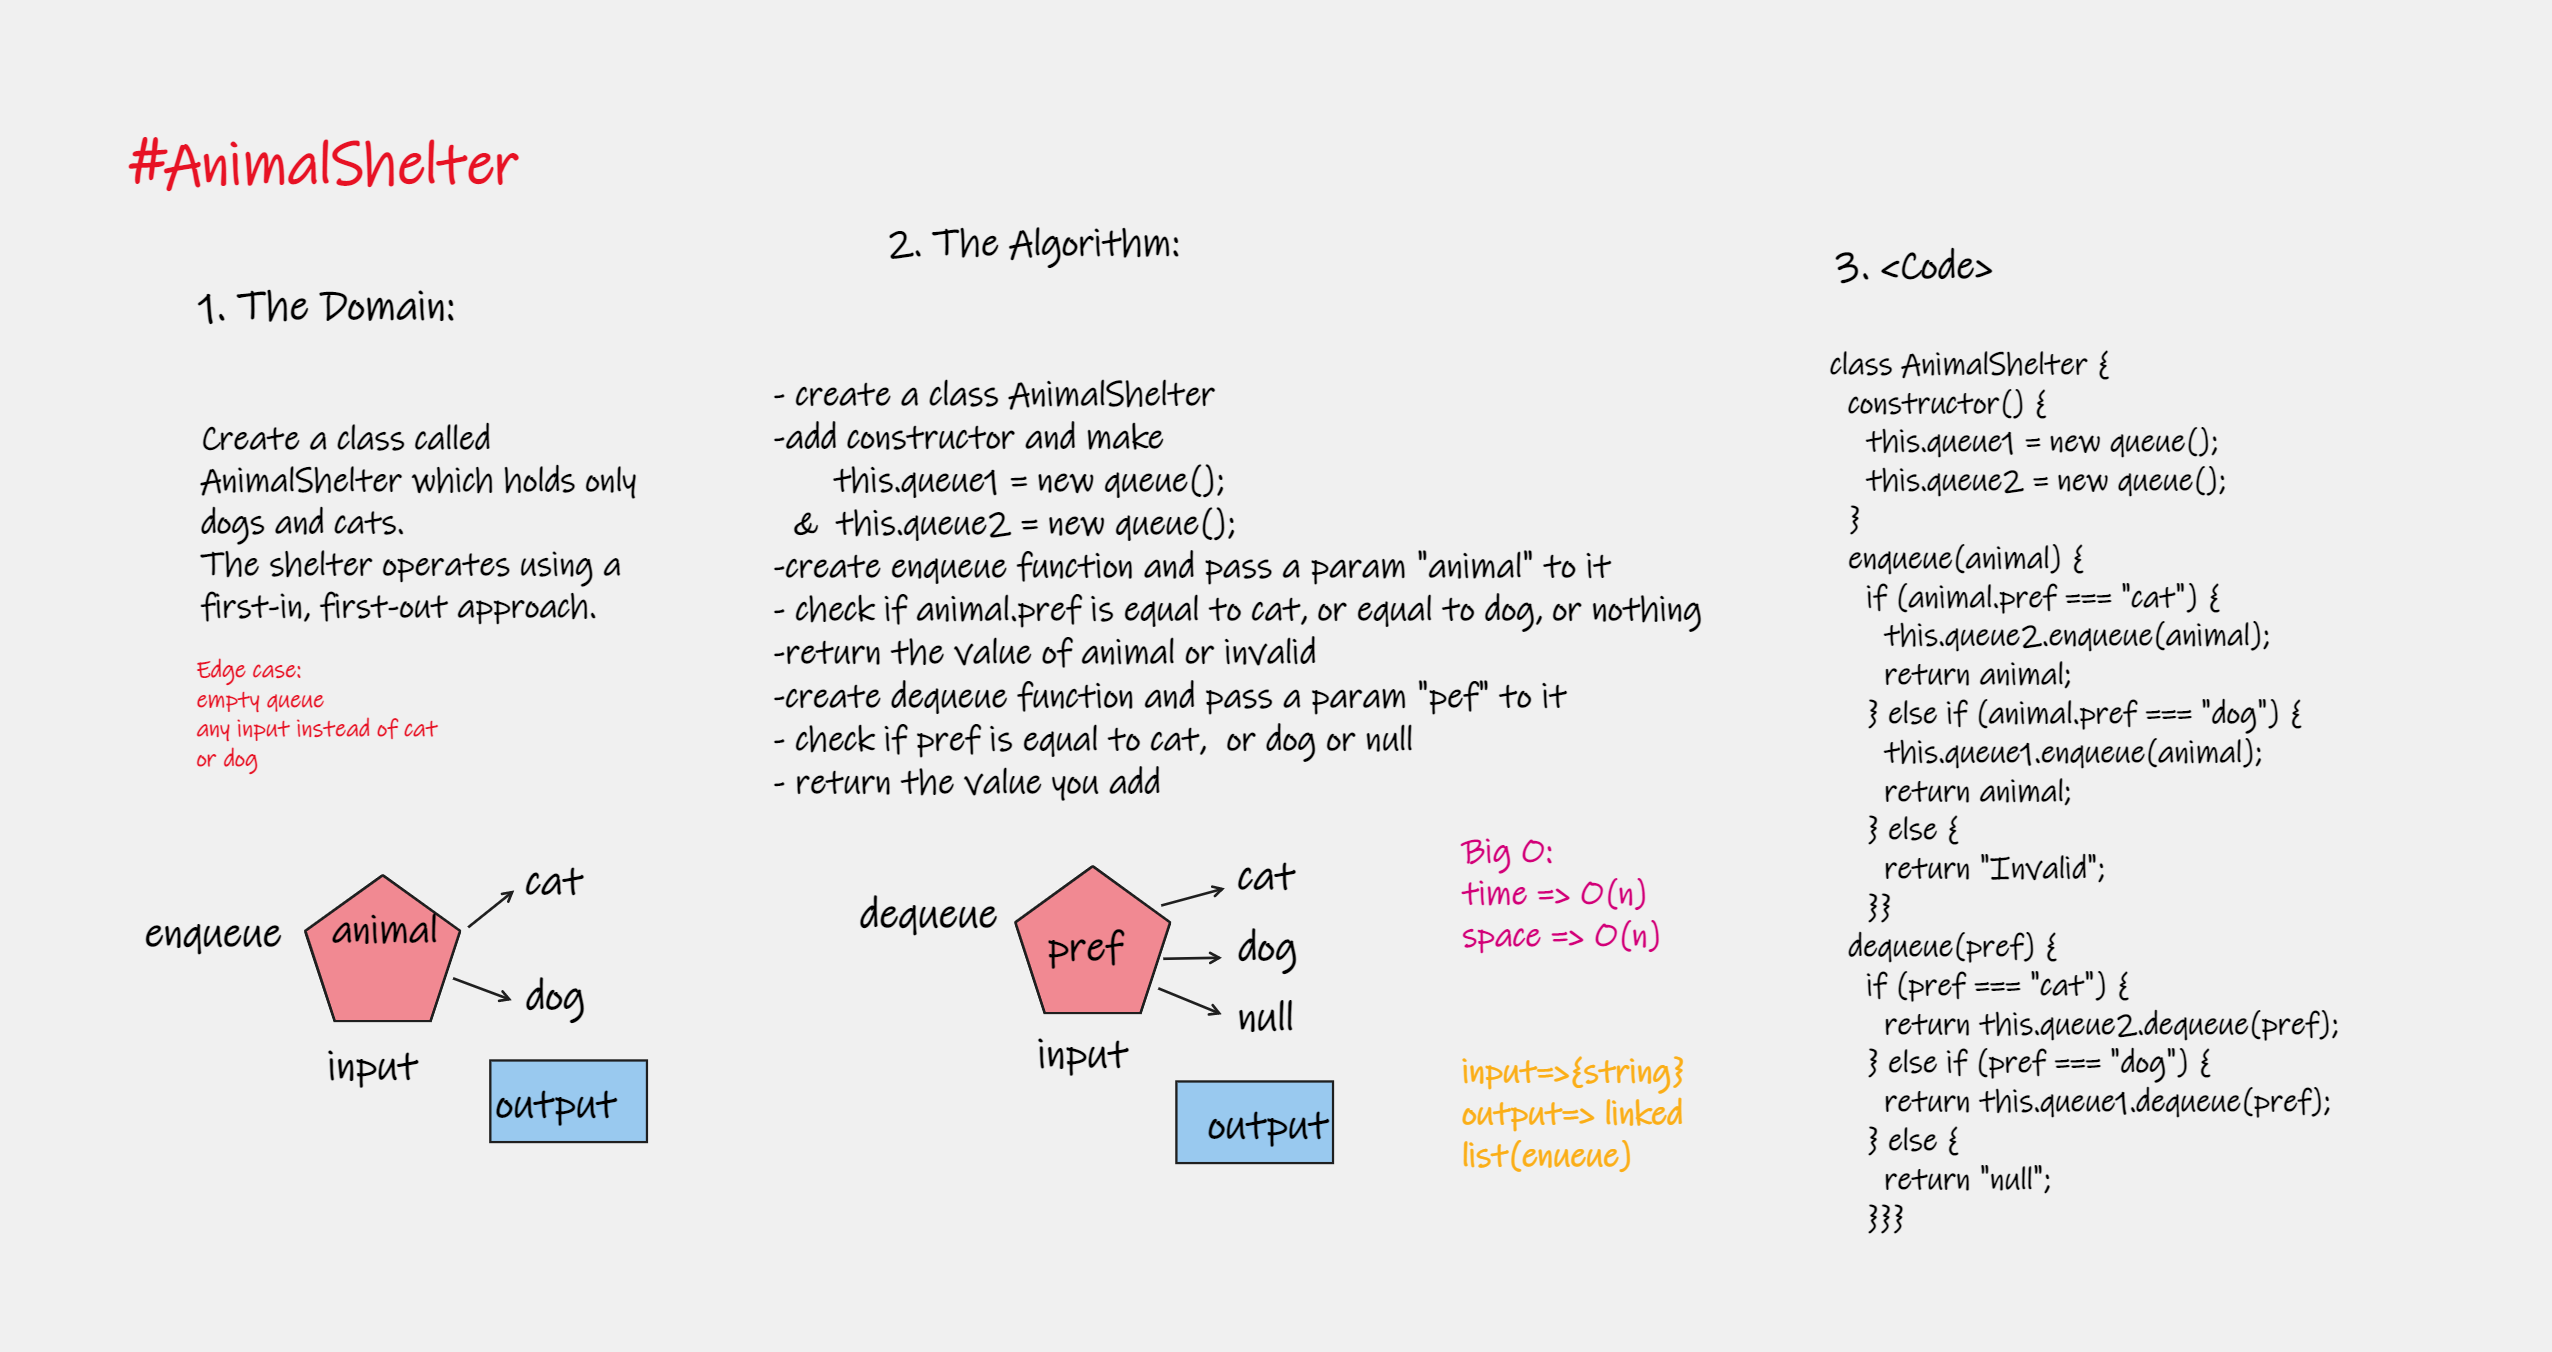 #AnimalShelter
1. The Domain:
Create a class called
AnimalShelter which holds only
dogs and cats.
The shelter operates using a
first-in, first-out approach.
Edge case:
empty queue
any input instead of cat
or dog
enqueue
animal
cat
dog
input
output
2. The Algorithm:
- create a class AnimalShelter
-add constructor and make
this.queue1 = new queue();
& this.queue2 = new queue();
-create enqueue function and pass a param "animal" to it
- check if animal.pref is equal to cat, or equal to dog, or nothing
-return the value of animal or invalid
-create dequeue function and pass a param "pef" to it
- check if pref is equal to cat,  or dog or null
- return the value you add
dequeue
pref
cat
dog
null
input
output
Big O:
time => O(n)
space => O(n)
input=>{string}
output=> linked
list(enueue)
3. <Code>
class AnimalShelter {
constructor() {
this.queue1 = new queue();
this.queue2 = new queue();
}
enqueue(animal) {
if (animal.pref === "cat") {
this.queue2.enqueue(animal);
return animal;
} else if (animal.pref === "dog") {
this.queue1.enqueue(animal);
return animal;
} else {
return "Invalid";
}}
dequeue(pref) {
if (pref === "cat") {
return this.queue2.dequeue(pref);
} else if (pref === "dog") {
return this.queue1.dequeue(pref);
} else {
return "null";
}}}